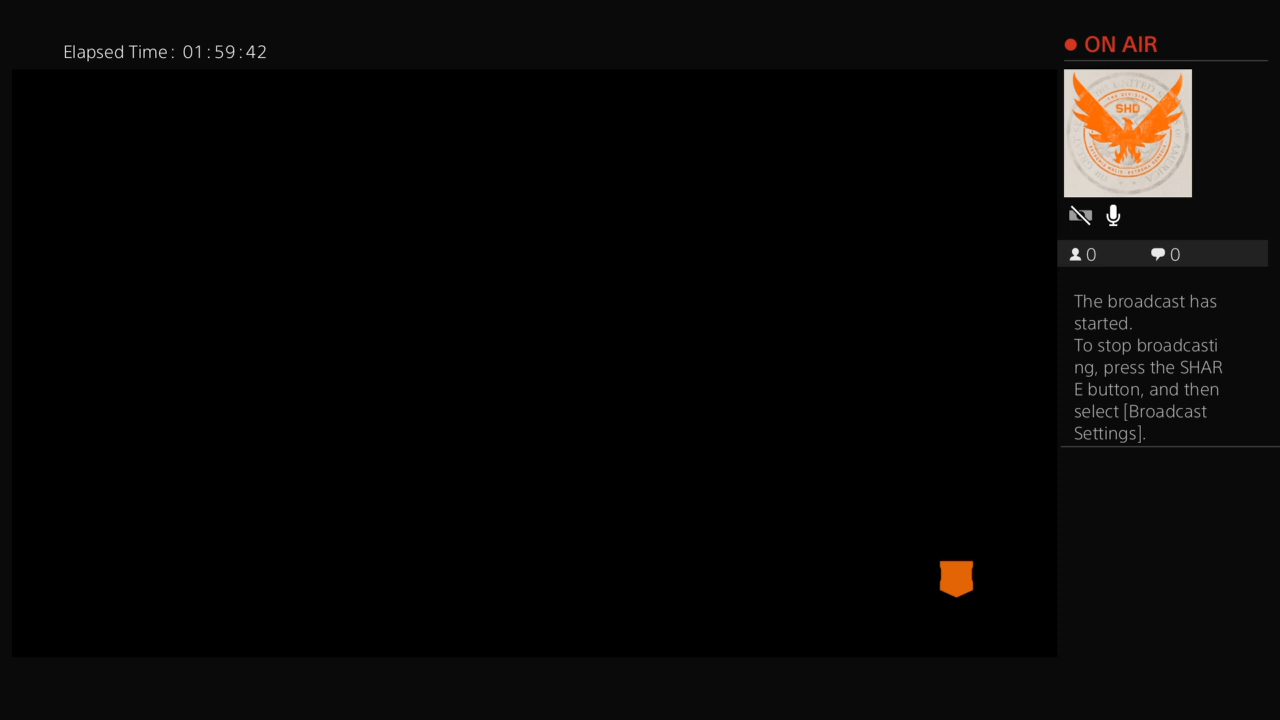 Elapsed Time: 01:59:42
ON AIR
SHD
0 0
The broadcast has
started.
To stop broadcasti
ng, press the SHAR
E button, and then
select [Broadcast
Settings].